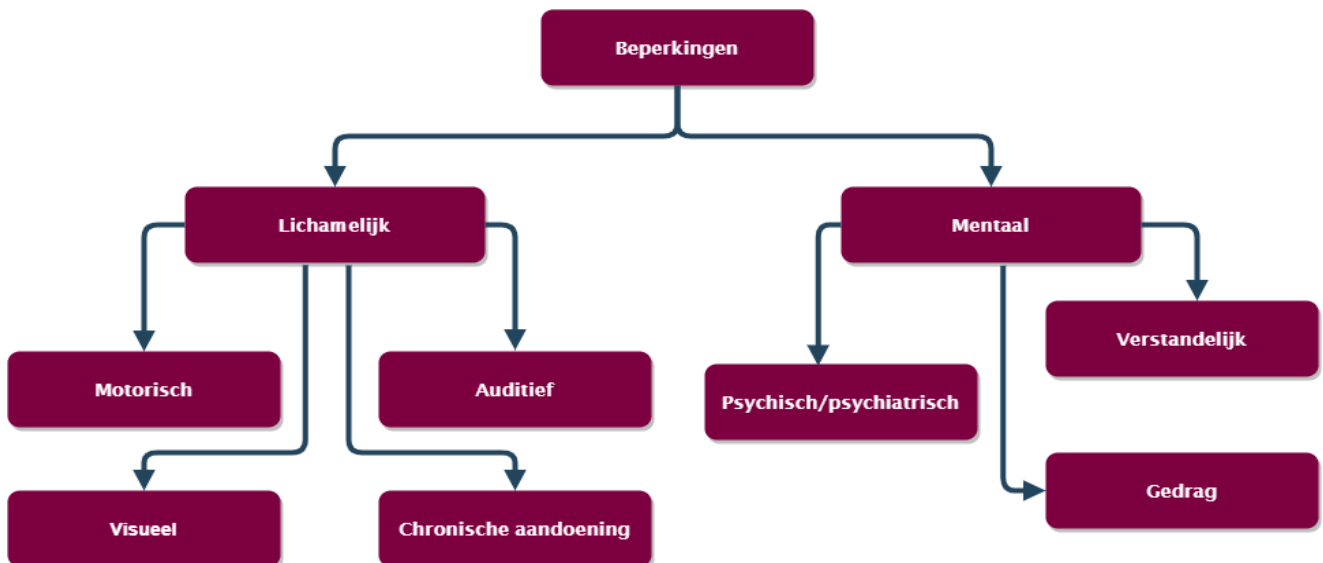 Beperkingen
Lichamelijk
Mentaal
Motorisch
Auditief
Psychisch/psychiatrisch
Verstandelijk
Visueel
Chronische aandoening
Gedrag